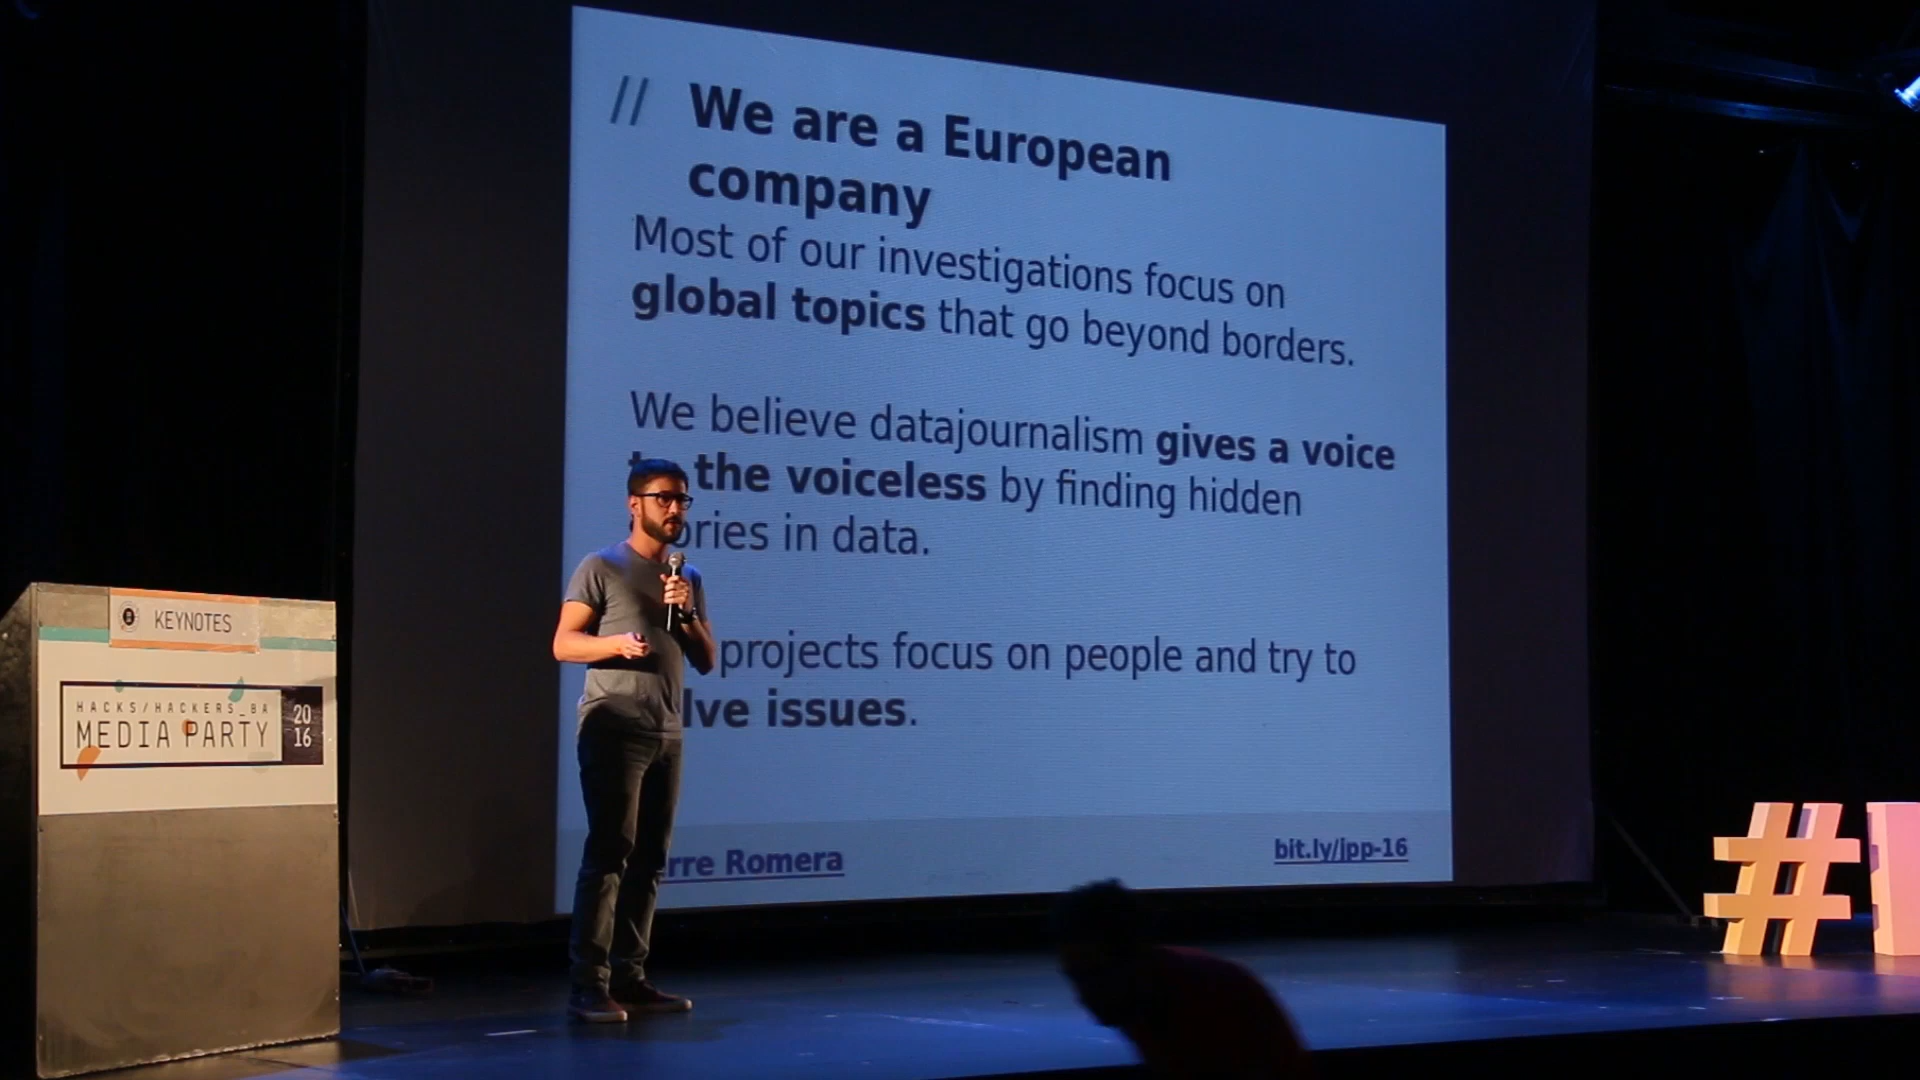 // We are a European
company
Most of our investigations focus on
global topics that go beyond borders.
We believe datajournalism gives a voice
the voiceless by finding hidden
ories in data.
projects focus on people and try to
lve issues.
rre Romera
bit.ly/jpp-16
KEYNOTES
HACKS/HACKERS_BA
MEDIA PARTY
20
16
#